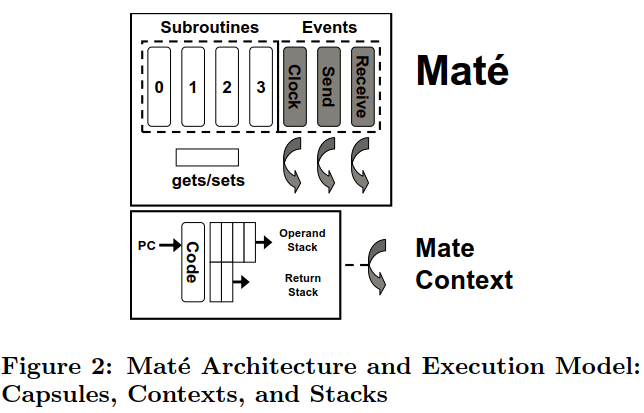 Subroutines Events
0 1 2 3 Clock Send Receive
Maté
gets/sets
PC Code Operand
Stack
Return
Stack
Mate
Context
Figure 2: Maté Architecture and Execution Model:
Capsules, Contexts, and Stacks